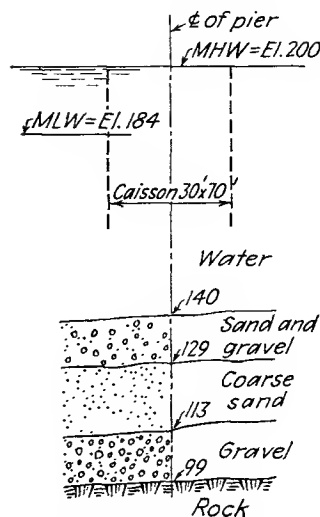 ℄ of pier
MHW=El.200
MLW=El.184
Caisson 30'x70'
Water
140
Sand and
gravel
129
Coarse
sand
113
Gravel
99
Rock